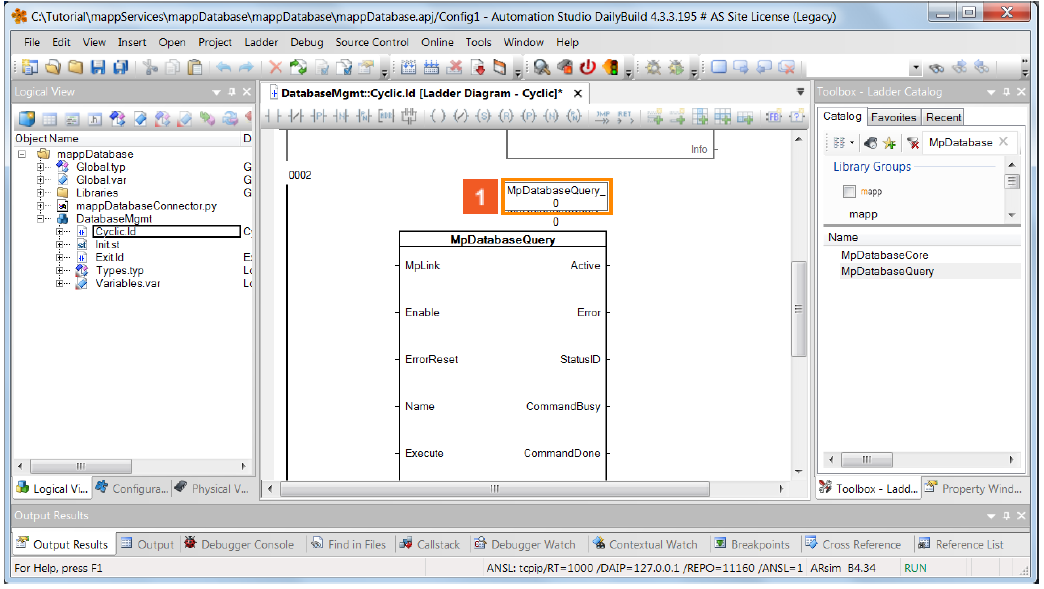 C:\Tutorial\mappServices\mappDatabase\mappDatabase\mappDatabase.apj/Config1 - Automation Studio DailyBuild 4.3.3.195 # AS Site License (Legacy)
File Edit View Insert Open Project Ladder Debug Source Control Online Tools Window Help
Logical View
Object Name D
mappDatabase
Global.typ G
Global.var G
Libraries G
mappDatabaseConnector.py
DatabaseMgmt
Cyclic.ld Cy
Init.st
Exit.ld E
Types.typ Lo
Variables.var Lo
Logical Vi... Configura... Physical V...
DatabaseMgmt::Cyclic.ld [Ladder Diagram - Cyclic]*
Info
0002
1
MpDatabaseQuery_
0
0
MpDatabaseQuery
MpLink Active
Enable Error
ErrorReset StatusID
Name CommandBusy
Execute CommandDone
Toolbox - Ladder Catalog
Catalog Favorites Recent
MpDatabase
Library Groups
mapp
mapp
Name
MpDatabaseCore
MpDatabaseQuery
Toolbox - Ladd... Property Wind...
Output Results
Output Results Output Debugger Console Find in Files Callstack Debugger Watch Contextual Watch Breakpoints Cross Reference Reference List
For Help, press F1 ANSL: tcpip/RT=1000 /DAIP=127.0.0.1 /REPO=11160 /ANSL=1 ARsim B4.34 RUN